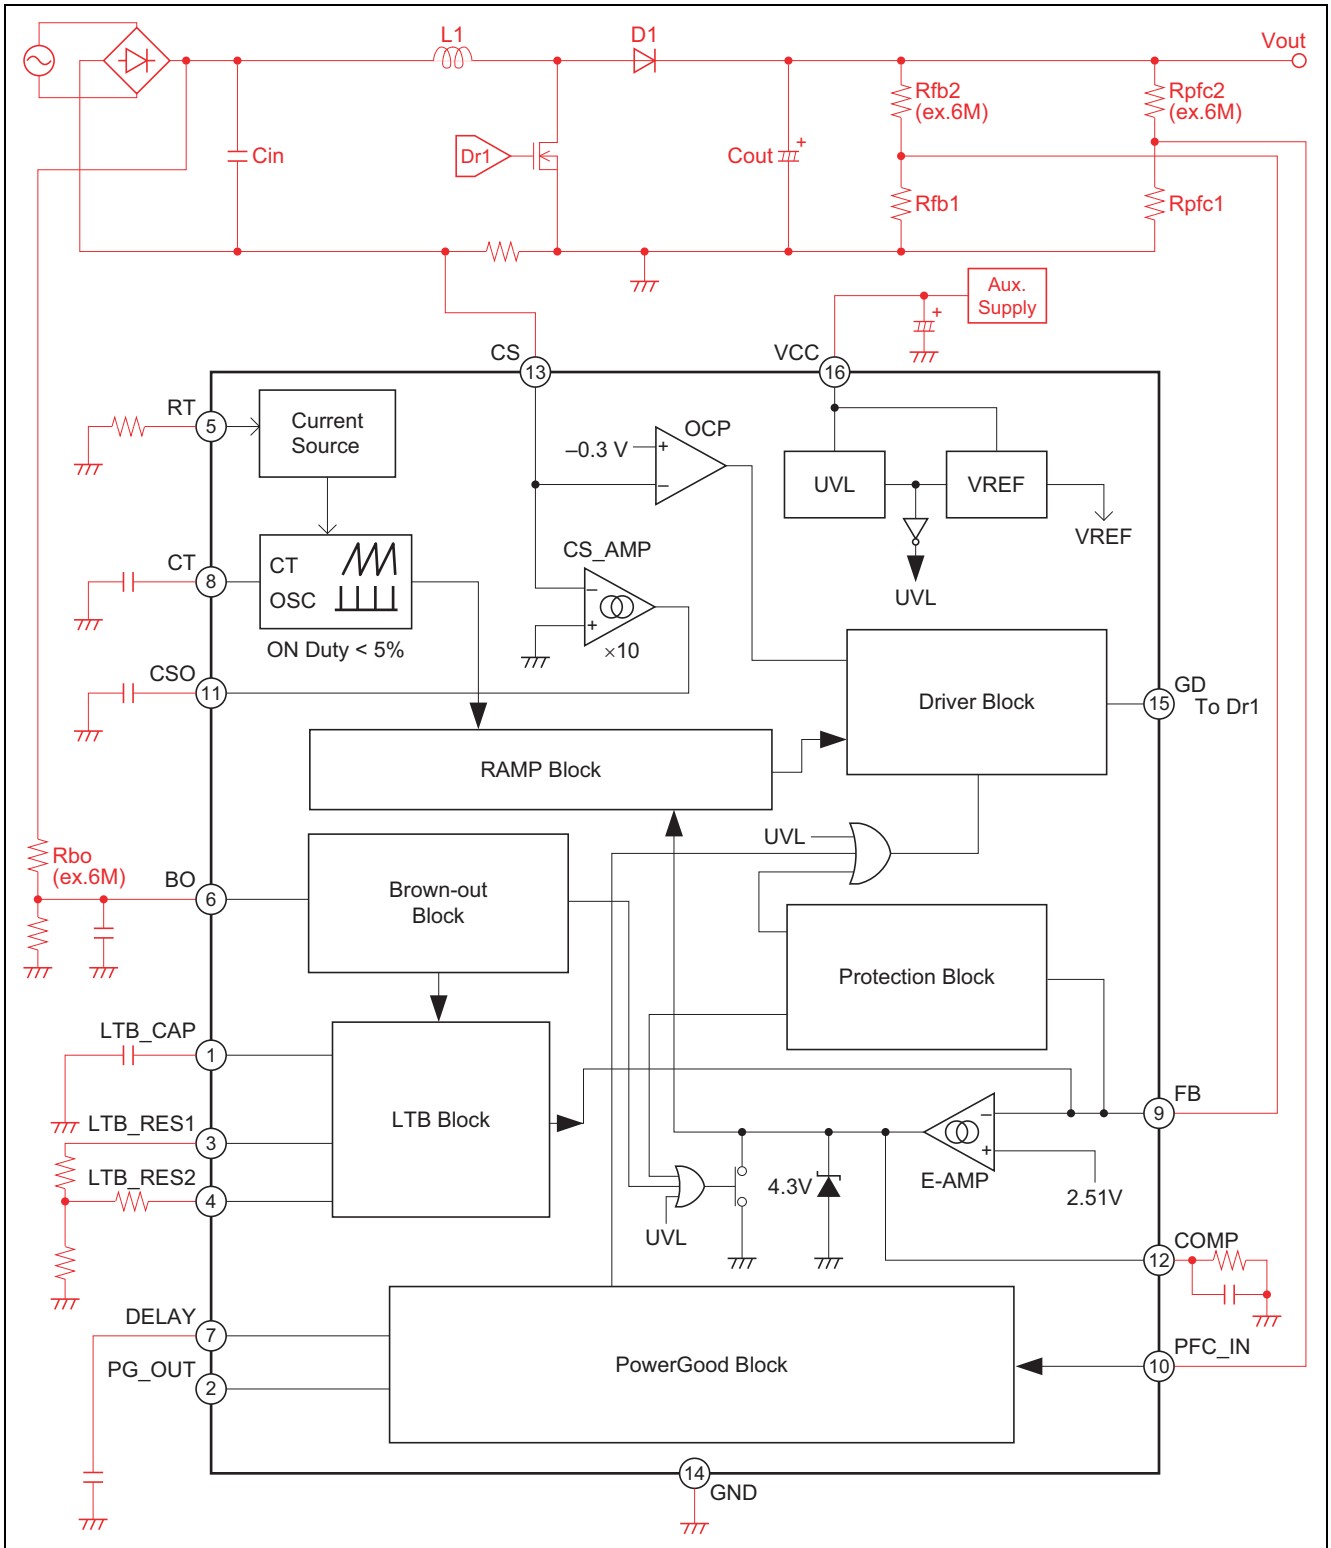 L1
D1
Vout
Rfb2
(ex.6M)
Rpfc2
(ex.6M)
Cin
Dr1
Cout
+
Rfb1
Rpfc1
Aux.
Supply
+
CS
13
VCC
16
RT
5
Current
Source
–0.3 V
+
–
OCP
UVL
VREF
VREF
UVL
CT
8
CT
OSC
ON Duty < 5%
CS_AMP
–
+
×10
CSO
11
Driver Block
GD
15
To Dr1
RAMP Block
UVL
Rbo
(ex.6M)
BO
6
Brown-out
Block
Protection Block
LTB_CAP
1
LTB_RES1
3
LTB_RES2
4
LTB Block
FB
9
–
+
E-AMP
2.51V
4.3V
UVL
COMP
12
DELAY
7
PG_OUT
2
PowerGood Block
PFC_IN
10
14
GND